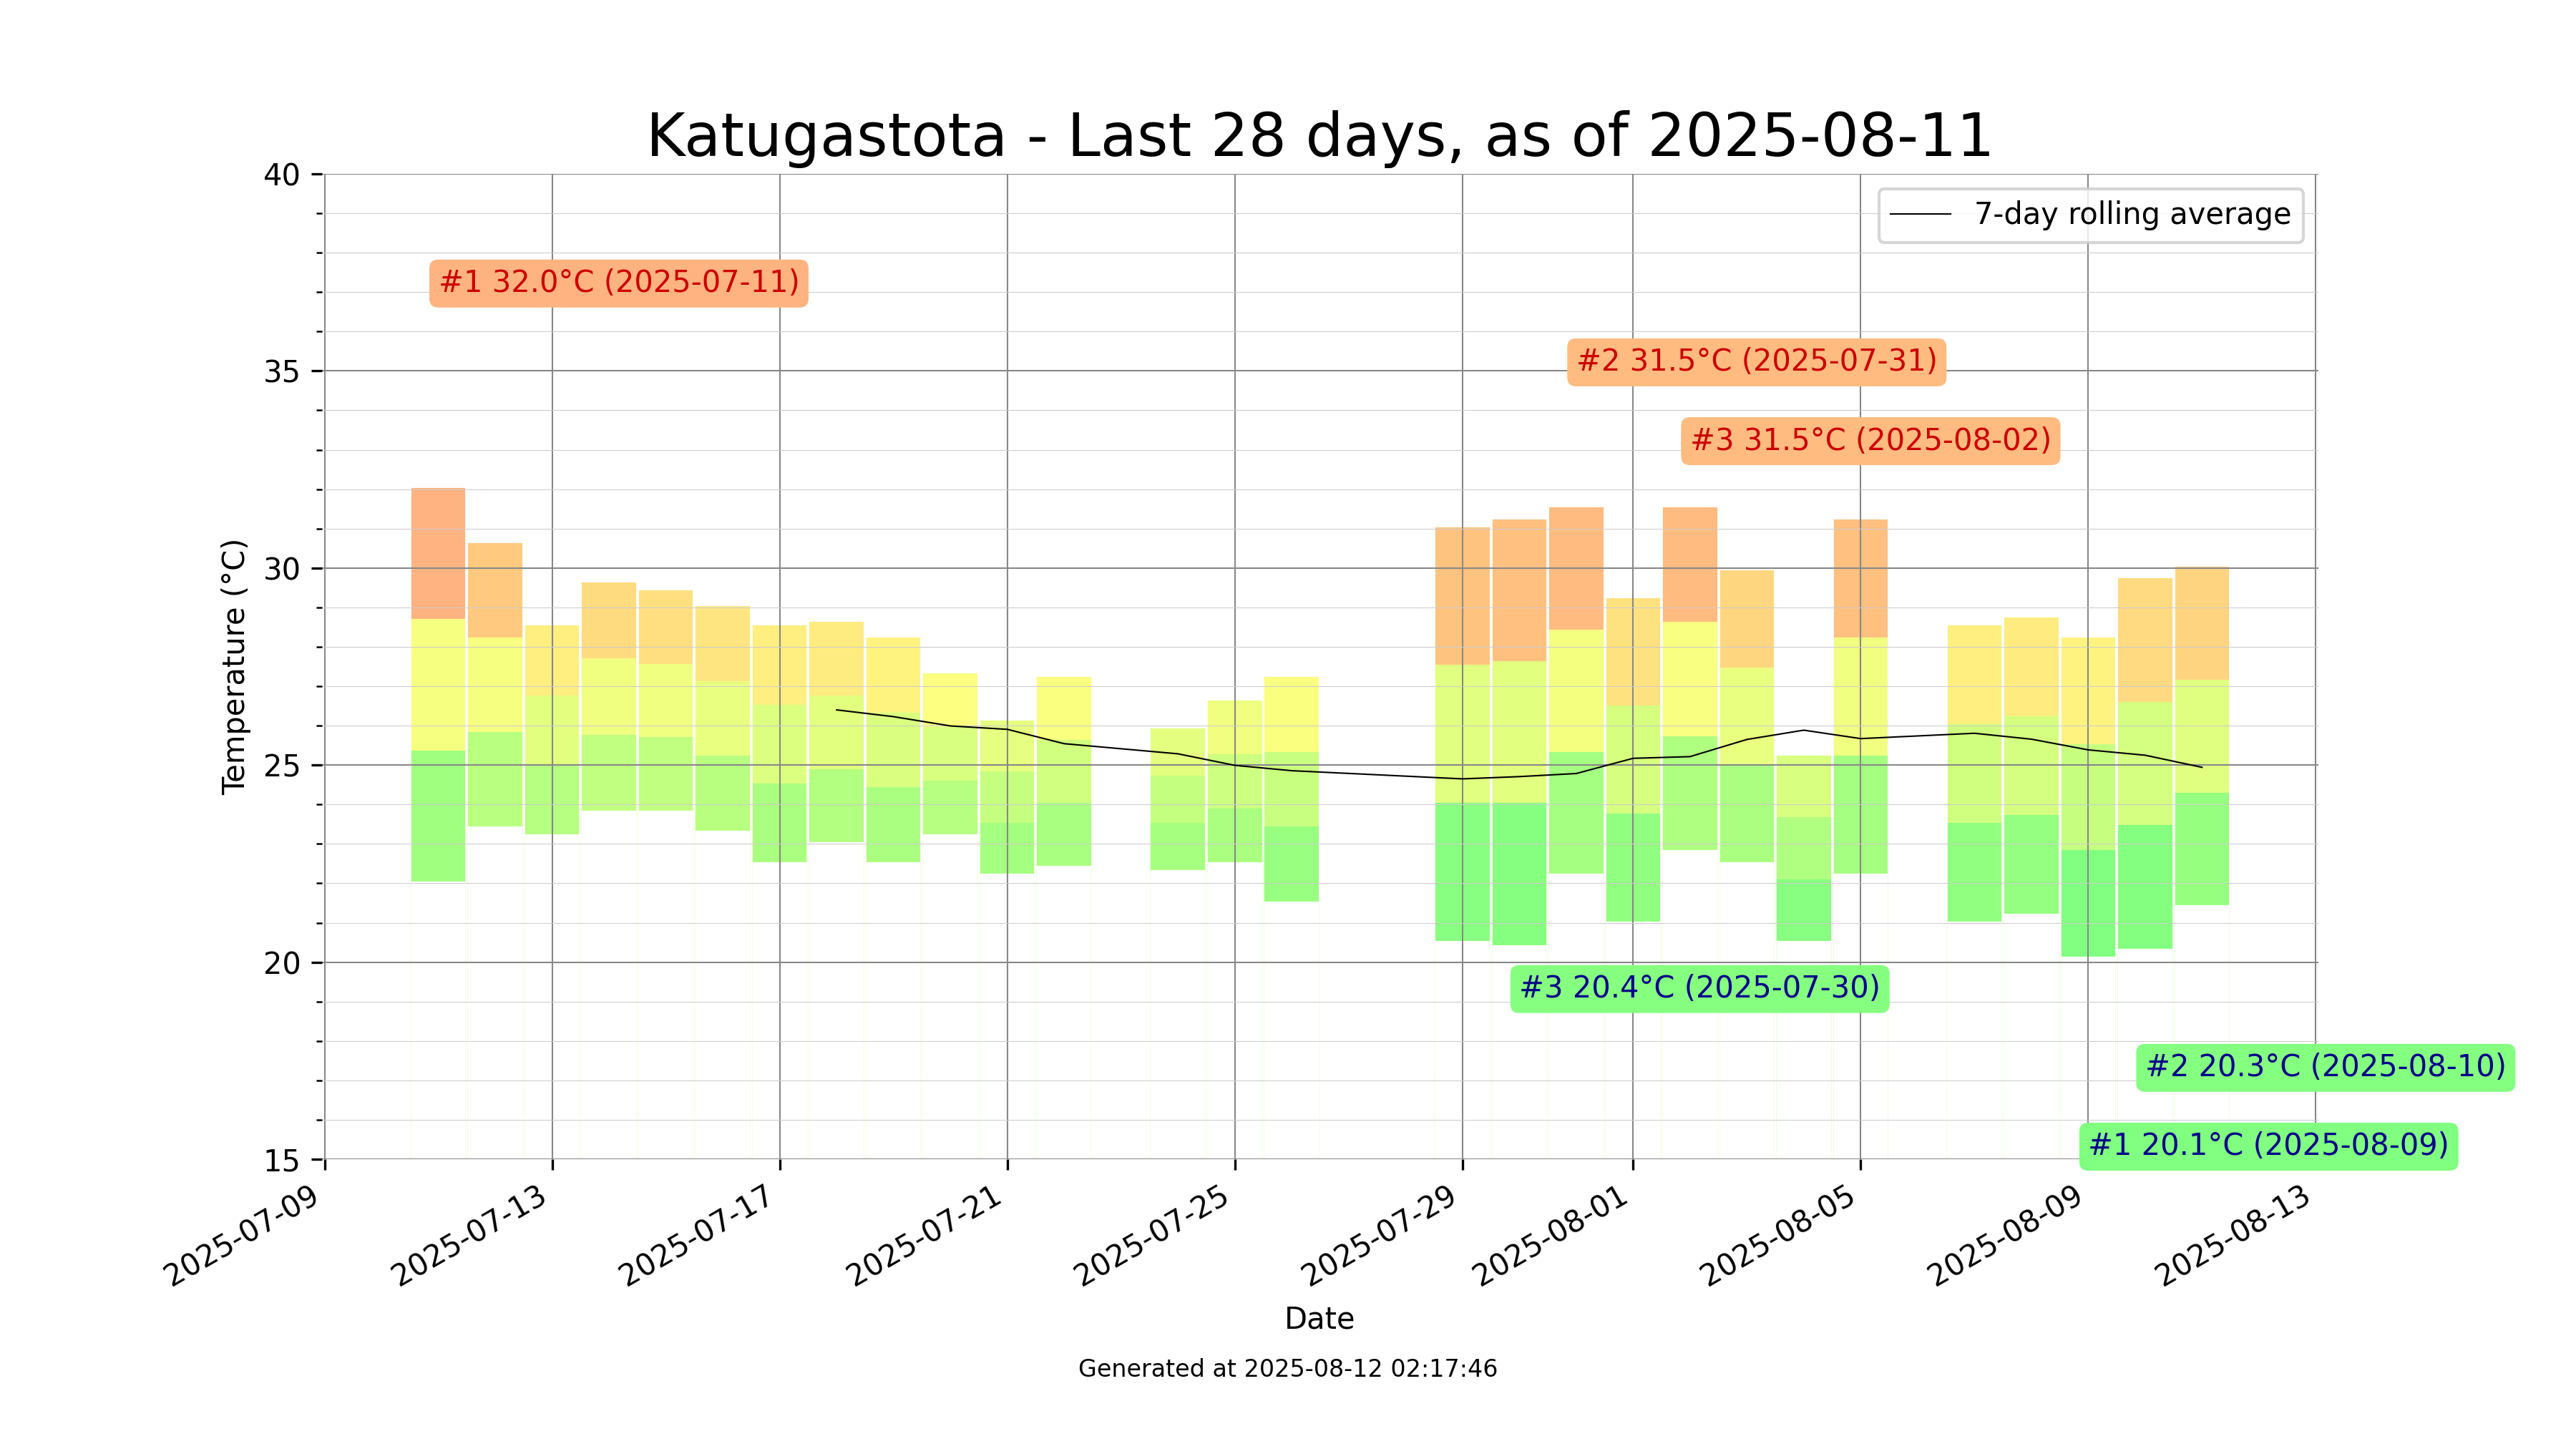 Katugastota - Last 28 days, as of 2025-08-11
40
7-day rolling average
#1 32.0°C (2025-07-11)
35
#2 31.5°C (2025-07-31)
#3 31.5°C (2025-08-02)
30
Temperature (°C)
25
20
#3 20.4°C (2025-07-30)
#2 20.3°C (2025-08-10)
#1 20.1°C (2025-08-09)
15
2025-07-09
2025-07-13
2025-07-17
2025-07-21
2025-07-25
2025-07-29
2025-08-01
2025-08-05
2025-08-09
2025-08-13
Date
Generated at 2025-08-12 02:17:46